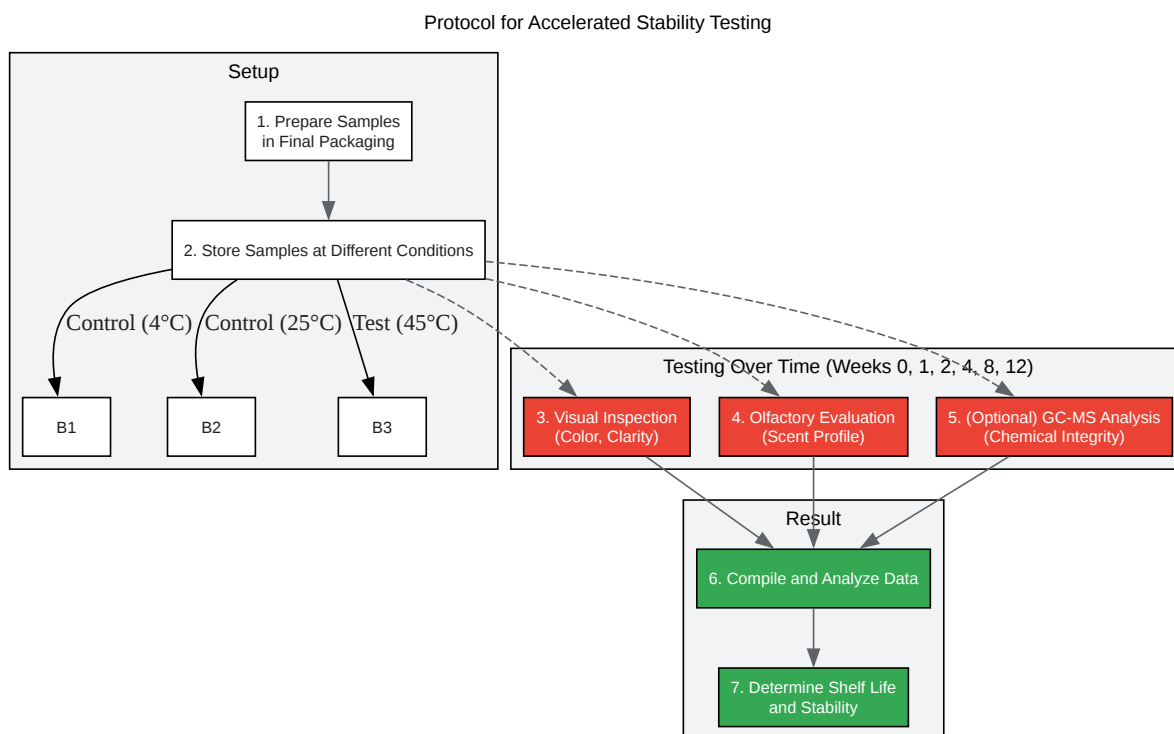 Protocol for Accelerated Stability Testing
Setup
1. Prepare Samples
in Final Packaging
2. Store Samples at Different Conditions
Control (4°C)
Control (25°C)
Test (45°C)
B1
B2
B3
Testing Over Time (Weeks 0, 1, 2, 4, 8, 12)
3. Visual Inspection
(Color, Clarity)
4. Olfactory Evaluation
(Scent Profile)
5. (Optional) GC-MS Analysis
(Chemical Integrity)
Result
6. Compile and Analyze Data
7. Determine Shelf Life
and Stability